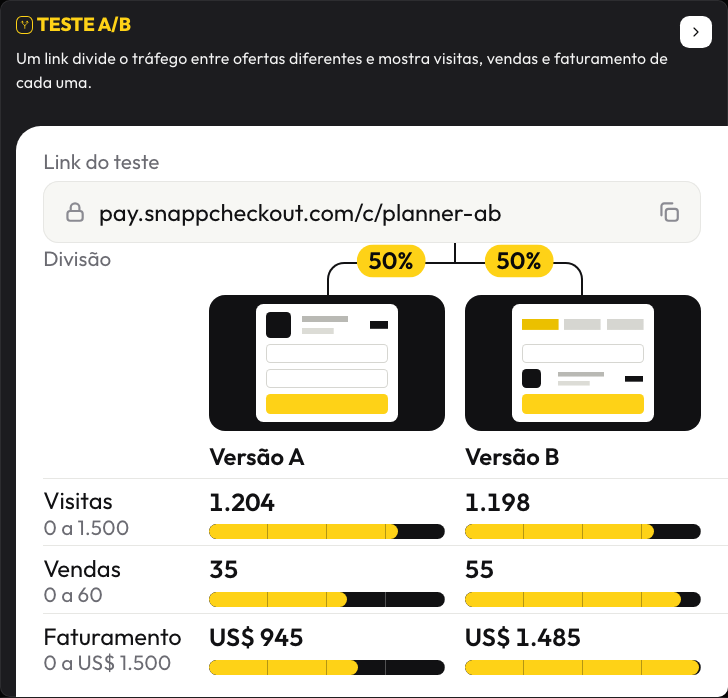 TESTE A/B
Um link divide o tráfego entre ofertas diferentes e mostra visitas, vendas e faturamento de
cada uma.
Link do teste
pay.snappcheckout.com/c/planner-ab
Divisão
50%
50%
Versão A
Versão B
Visitas
0 a 1.500
1.204
1.198
Vendas
0 a 60
35
55
Faturamento
0 a US$ 1.500
US$ 945
US$ 1.485